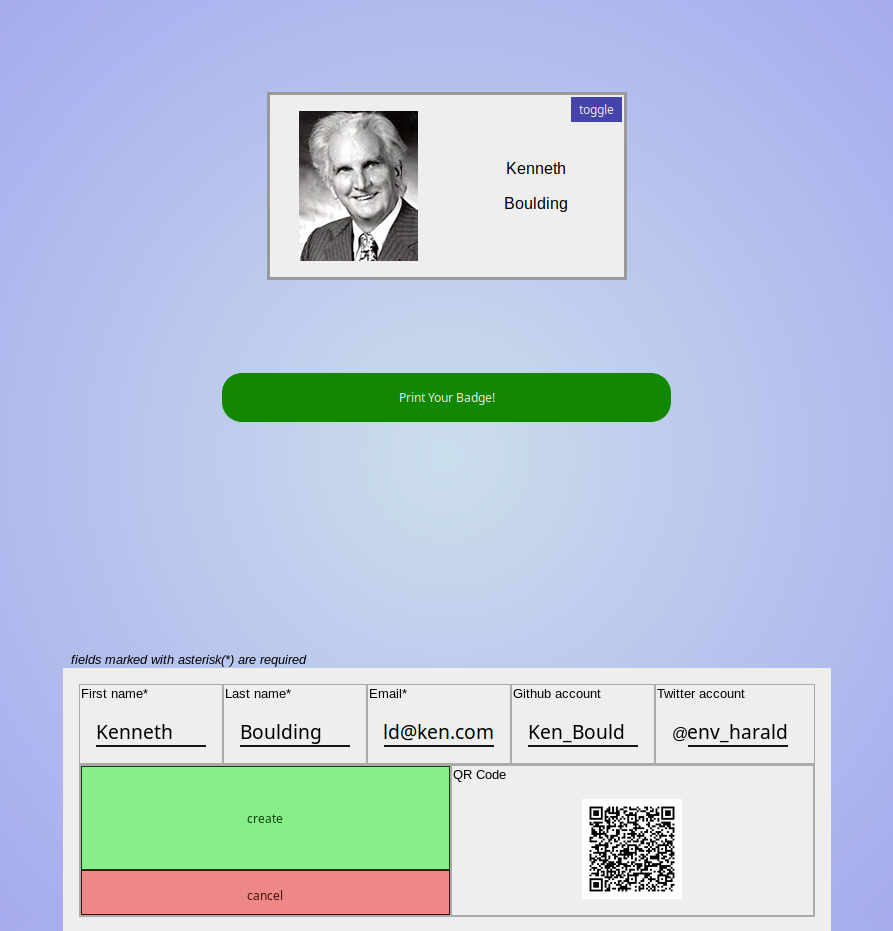 toggle
Kenneth
Boulding
Print Your Badge!
fields marked with asterisk(*) are required
First name*
Last name*
Email*
Github account
Twitter account
Kenneth
Boulding
ld@ken.com
Ken_Bould
@env_harald
create
QR Code
cancel